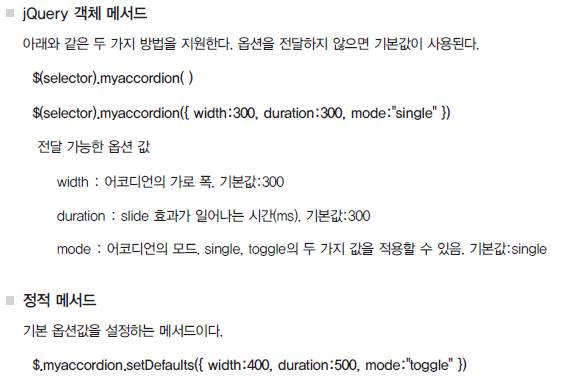 jQuery 객체 메서드
아래와 같은 두 가지 방법을 지원한다. 옵션을 전달하지 않으면 기본값이 사용된다.
$(selector).myaccordion( )
$(selector).myaccordion({ width:300, duration:300, mode:"single" })
전달 가능한 옵션 값
width : 어코디언의 가로 폭. 기본값:300
duration : slide 효과가 일어나는 시간(ms). 기본값:300
mode : 어코디언의 모드, single, toggle의 두 가지 값을 적용할 수 있음. 기본값:single
정적 메서드
기본 옵션값을 설정하는 메서드이다.
$.myaccordion.setDefaults({ width:400, duration:500, mode:"toggle" })